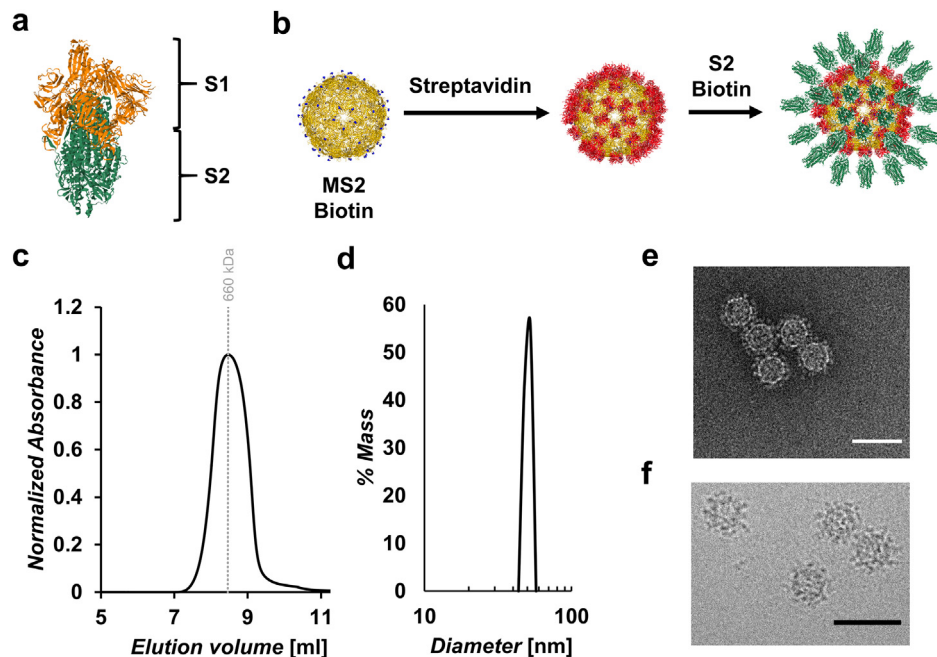 a
S1
S2
b
MS2
Biotin
Streptavidin
S2
Biotin
c
660 kDa
Normalized Absorbance
1.2
1
0.8
0.6
0.4
0.2
0
5
7
9
11
Elution volume [ml]
d
% Mass
60
50
40
30
20
10
0
10
100
Diameter [nm]
e
f